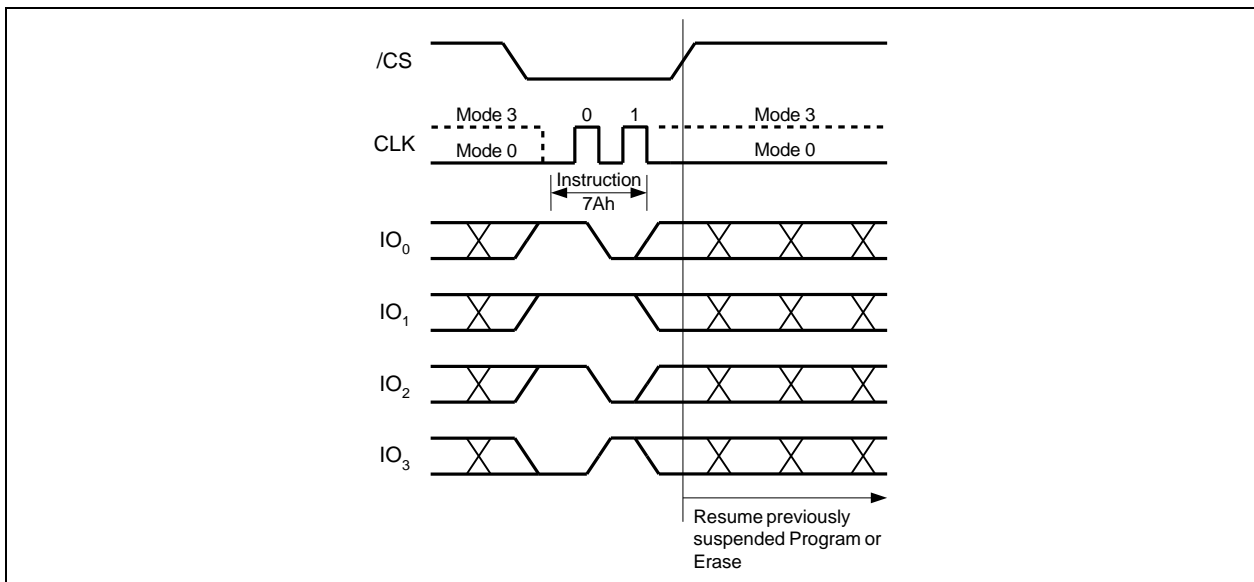 /CS
Mode 3 0 1 Mode 3
CLK
Mode 0 Mode 0
Instruction
7Ah
IO0
IO1
IO2
IO3
Resume previously
suspended Program or
Erase